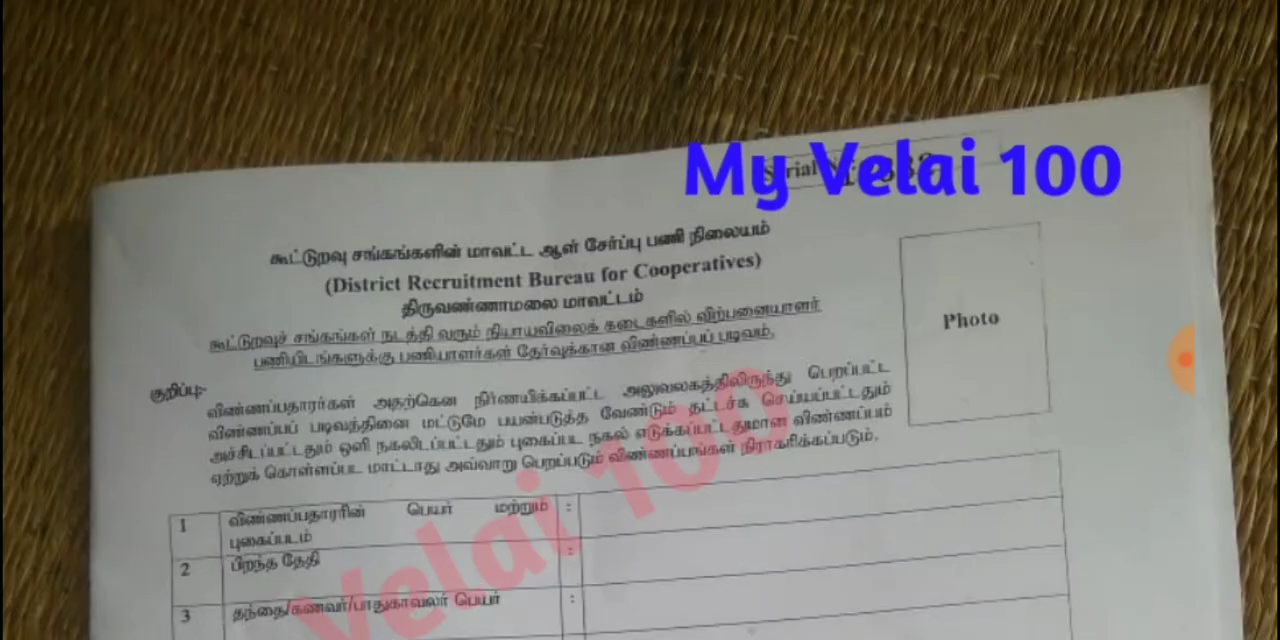 My Velai 100
Serial
கூட்டுறவு சங்கங்களின் மாவட்ட ஆள் சேர்ப்பு பணி நிலையம்
(District Recruitment Bureau for Cooperatives)
திருவண்ணாமலை மாவட்டம்
கூட்டுறவுச் சங்கங்கள் நடத்தி வரும் நியாயவிலைக் கடைகளில் விற்பனையாளர்
பணியிடங்களுக்கு பணியாளர்கள் தேர்வுக்கான விண்ணப்பப் படிவம்.
Photo
குறிப்பு:-
விண்ணப்பதாரர்கள் அதற்கென நிர்ணயிக்கப்பட்ட அலுவலகத்திலிருந்து பெறப்பட்ட
விண்ணப்பப் படிவத்தினை மட்டுமே பயன்படுத்த வேண்டும் தட்டச்சு செய்யப்பட்டதும்
அச்சிடப்பட்டதும் ஒளி நகலிடப்பட்டதும் புகைப்பட நகல் எடுக்கப்பட்டதுமான விண்ணப்பம்
ஏற்றுக் கொள்ளப்பட மாட்டாது அவ்வாறு பெறப்படும் விண்ணப்பங்கள் நிராகரிக்கப்படும்.
1 விண்ணப்பதாரரின் பெயர் மற்றும் :
புகைப்படம்
2 பிறந்த தேதி :
3 தந்தை/கணவர்/பாதுகாவலர் பெயர் :
Velai 100